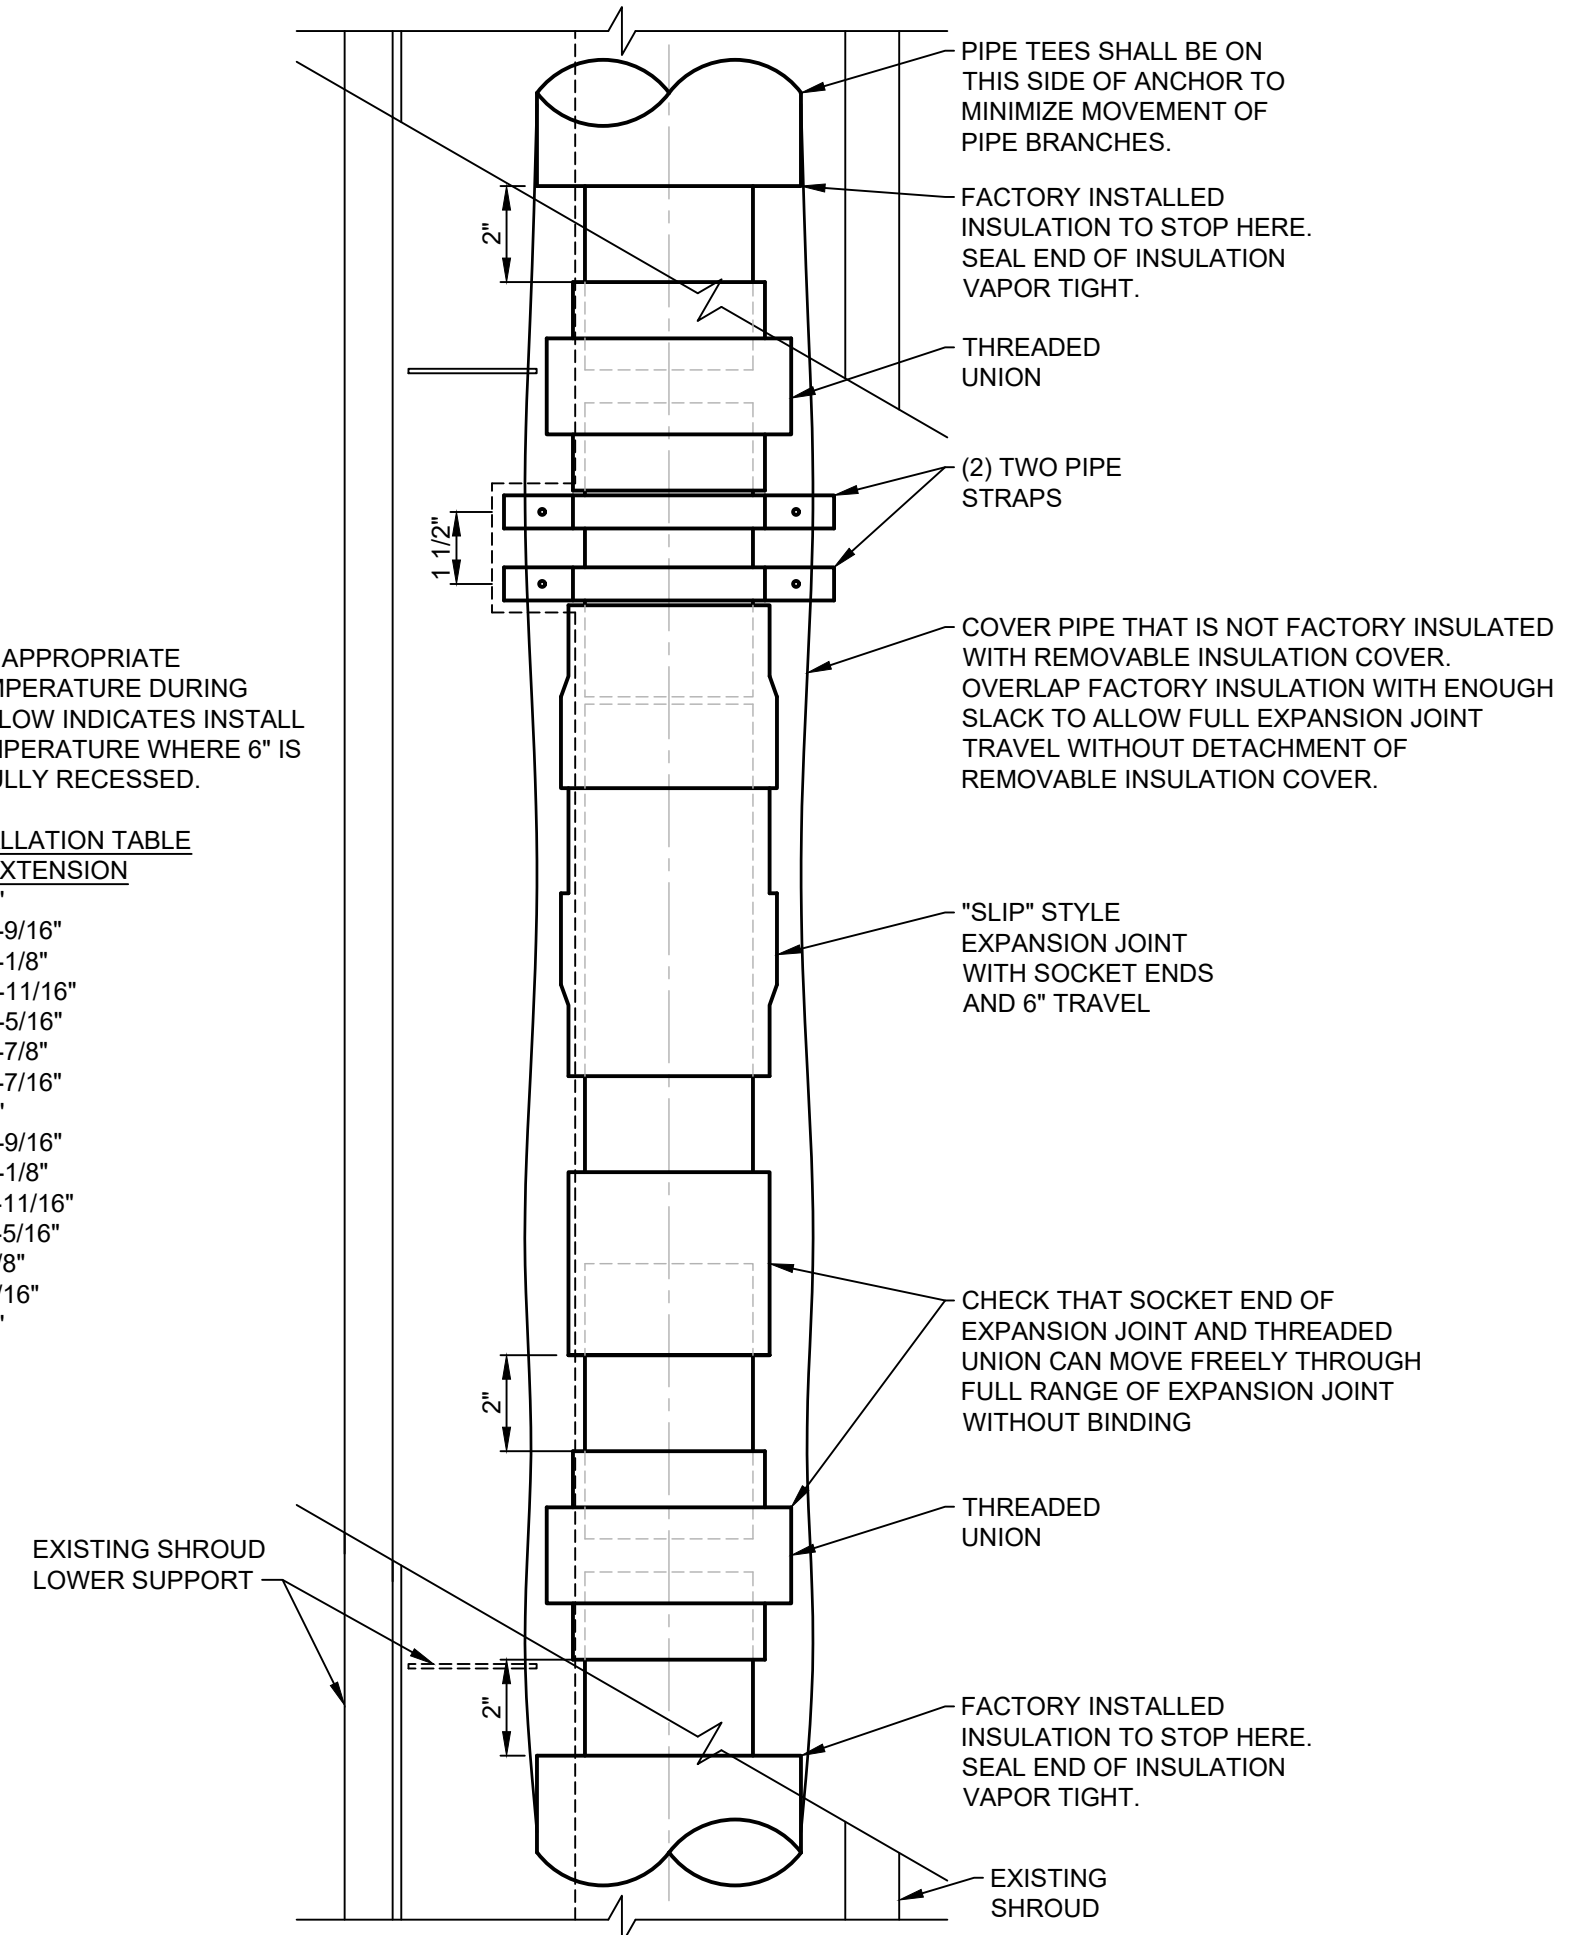 PIPE TEES SHALL BE ON
THIS SIDE OF ANCHOR TO
MINIMIZE MOVEMENT OF
PIPE BRANCHES.
2"
FACTORY INSTALLED
INSULATION TO STOP HERE.
SEAL END OF INSULATION
VAPOR TIGHT.
THREADED
UNION
(2) TWO PIPE
STRAPS
1 1/2"
COVER PIPE THAT IS NOT FACTORY INSULATED
WITH REMOVABLE INSULATION COVER.
OVERLAP FACTORY INSULATION WITH ENOUGH
SLACK TO ALLOW FULL EXPANSION JOINT
TRAVEL WITHOUT DETACHMENT OF
REMOVABLE INSULATION COVER.
APPROPRIATE
MPERATURE DURING
LOW INDICATES INSTALL
MPERATURE WHERE 6" IS
ULLY RECESSED.
LLATION TABLE
EXTENSION
"
-9/16"
-1/8"
-11/16"
-5/16"
-7/8"
-7/16"
"
-9/16"
-1/8"
-11/16"
-5/16"
/8"
/16"
"
"SLIP" STYLE
EXPANSION JOINT
WITH SOCKET ENDS
AND 6" TRAVEL
CHECK THAT SOCKET END OF
EXPANSION JOINT AND THREADED
UNION CAN MOVE FREELY THROUGH
FULL RANGE OF EXPANSION JOINT
WITHOUT BINDING
2"
THREADED
UNION
EXISTING SHROUD
LOWER SUPPORT
2"
FACTORY INSTALLED
INSULATION TO STOP HERE.
SEAL END OF INSULATION
VAPOR TIGHT.
EXISTING
SHROUD